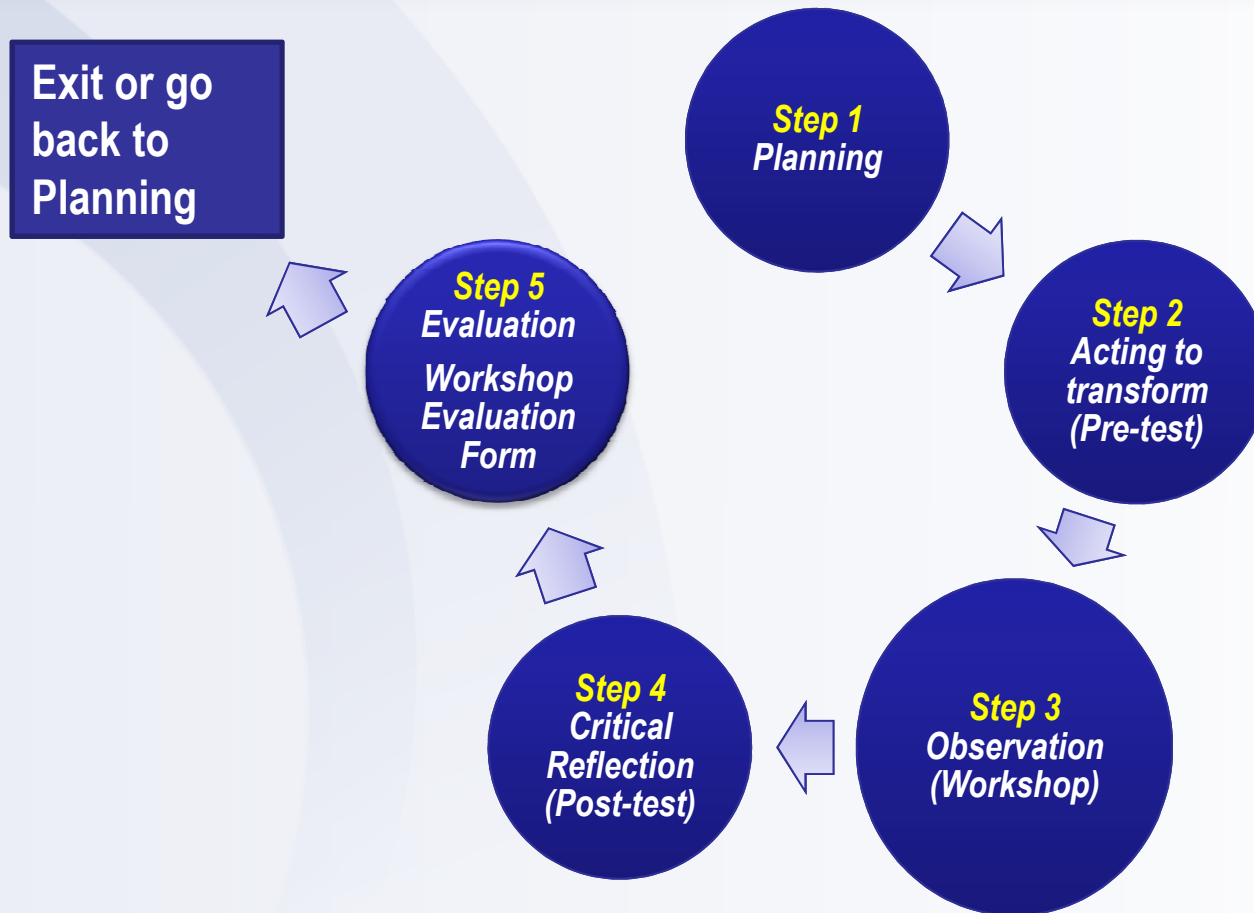 Exit or go
back to
Planning
Step 1
Planning
Step 2
Acting to
transform
(Pre-test)
Step 3
Observation
(Workshop)
Step 4
Critical
Reflection
(Post-test)
Step 5
Evaluation
Workshop
Evaluation
Form